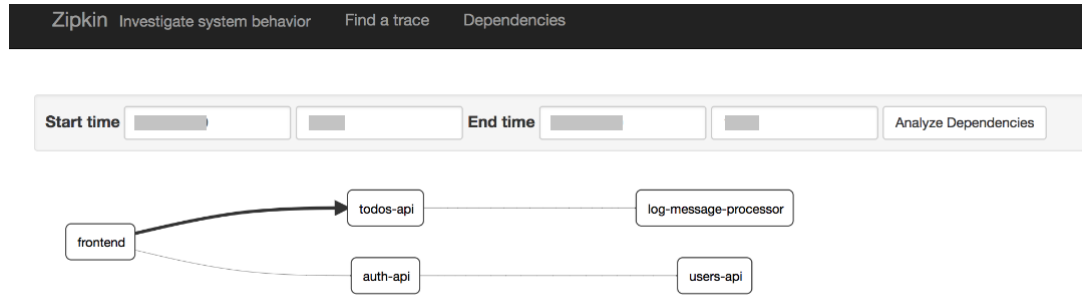 Zipkin Investigate system behavior Find a trace Dependencies
Start time End time Analyze Dependencies
todos-api log-message-processor
frontend
auth-api users-api